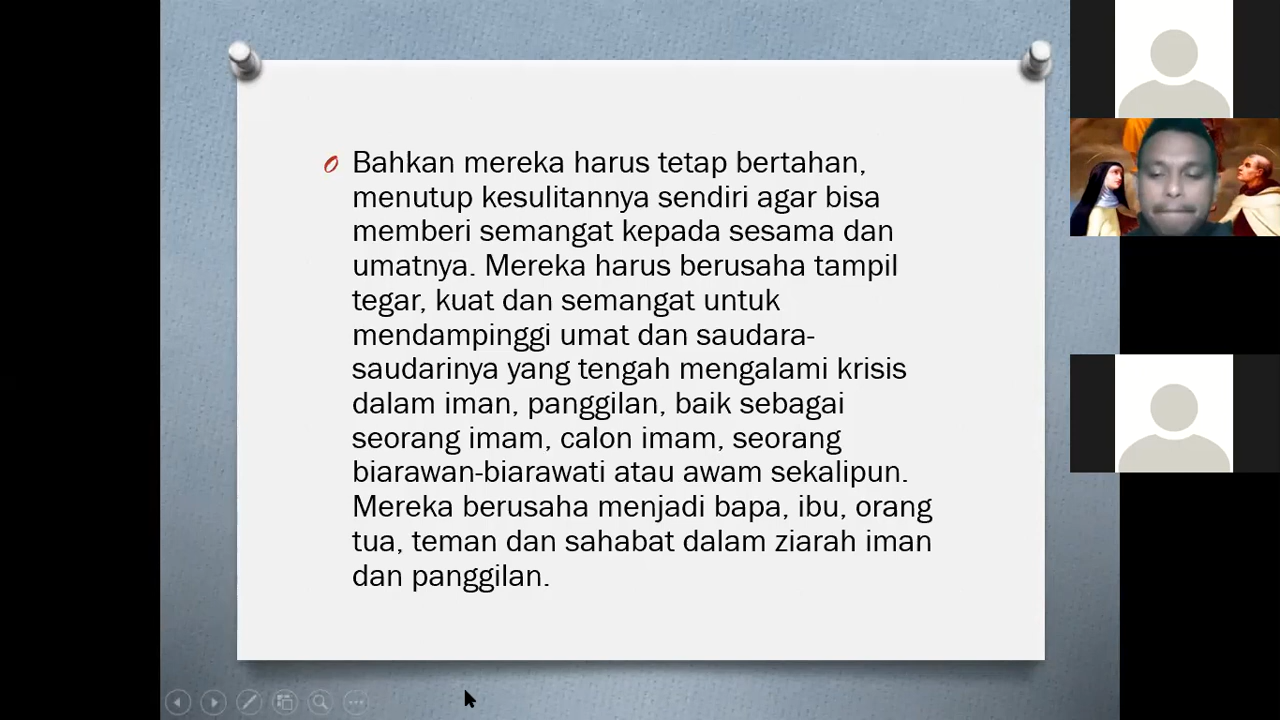 Bahkan mereka harus tetap bertahan,
menutup kesulitannya sendiri agar bisa
memberi semangat kepada sesama dan
umatnya. Mereka harus berusaha tampil
tegar, kuat dan semangat untuk
mendampinggi umat dan saudara-
saudarinya yang tengah mengalami krisis
dalam iman, panggilan, baik sebagai
seorang imam, calon imam, seorang
biarawan-biarawati atau awam sekalipun.
Mereka berusaha menjadi bapa, ibu, orang
tua, teman dan sahabat dalam ziarah iman
dan panggilan.